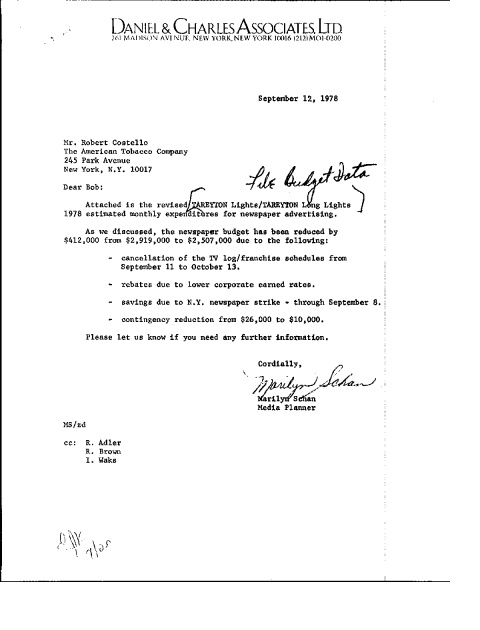 DANIEL & CHARLES ASSOCIATES, LTD.
261 MADISON AVENUE, NEW YORK, NEW YORK 10016 (212) MO1-0200
September 12, 1978
Mr. Robert Costello
The American Tobacco Company
245 Park Avenue
New York, N.Y. 10017
File Budget Data
Dear Bob:
Attached is the revised TAREYTON Lights/TAREYTON Long Lights
1978 estimated monthly expenditures for newspaper advertising.
As we discussed, the newspaper budget has been reduced by
$412,000 from $2,919,000 to $2,507,000 due to the following:
- cancellation of the TV log/franchise schedules from
September 11 to October 13.
- rebates due to lower corporate earned rates.
- savings due to N.Y. newspaper strike - through September 8.
- contingency reduction from $26,000 to $10,000.
Please let us know if you need any further information.
Cordially,
Marilyn Schan
Marilyn Schan
Media Planner
MS/zd
cc: R. Adler
R. Brown
I. Waks
9/25